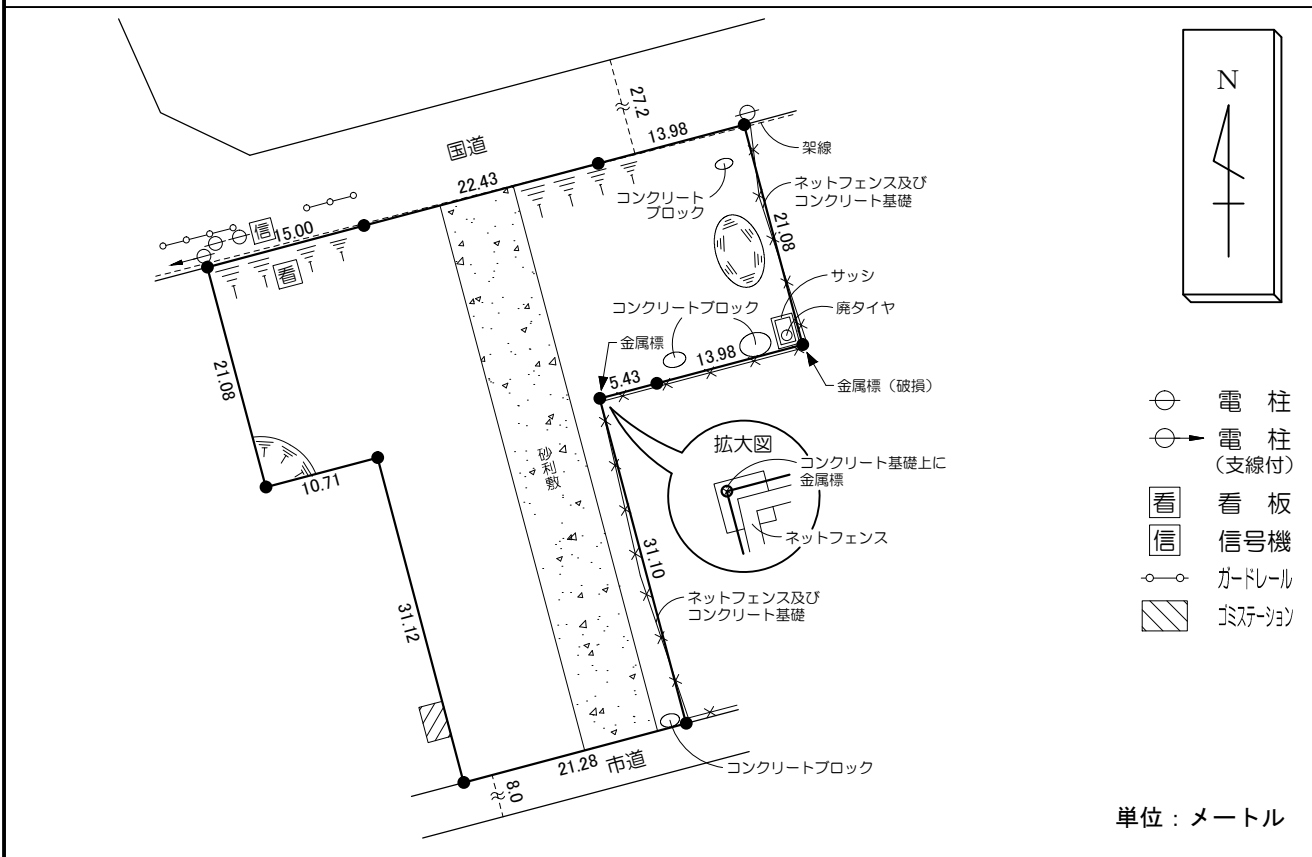 N
27.2
13.98
架線
国道
22.43
コンクリート
ブロック
ネットフェンス及び
コンクリート基礎
信
15.00
看
21.08
サッシ
コンクリートブロック
廃タイヤ
金属標
13.98
5.43
金属標（破損）
21.08
10.71
砂利敷
拡大図
コンクリート基礎上に
金属標
ネットフェンス
31.10
31.12
ネットフェンス及び
コンクリート基礎
21.28
市道
コンクリートブロック
8.0
電柱
電柱
（支線付）
看 看板
信 信号機
ガードレール
ゴミステーション
単位：メートル